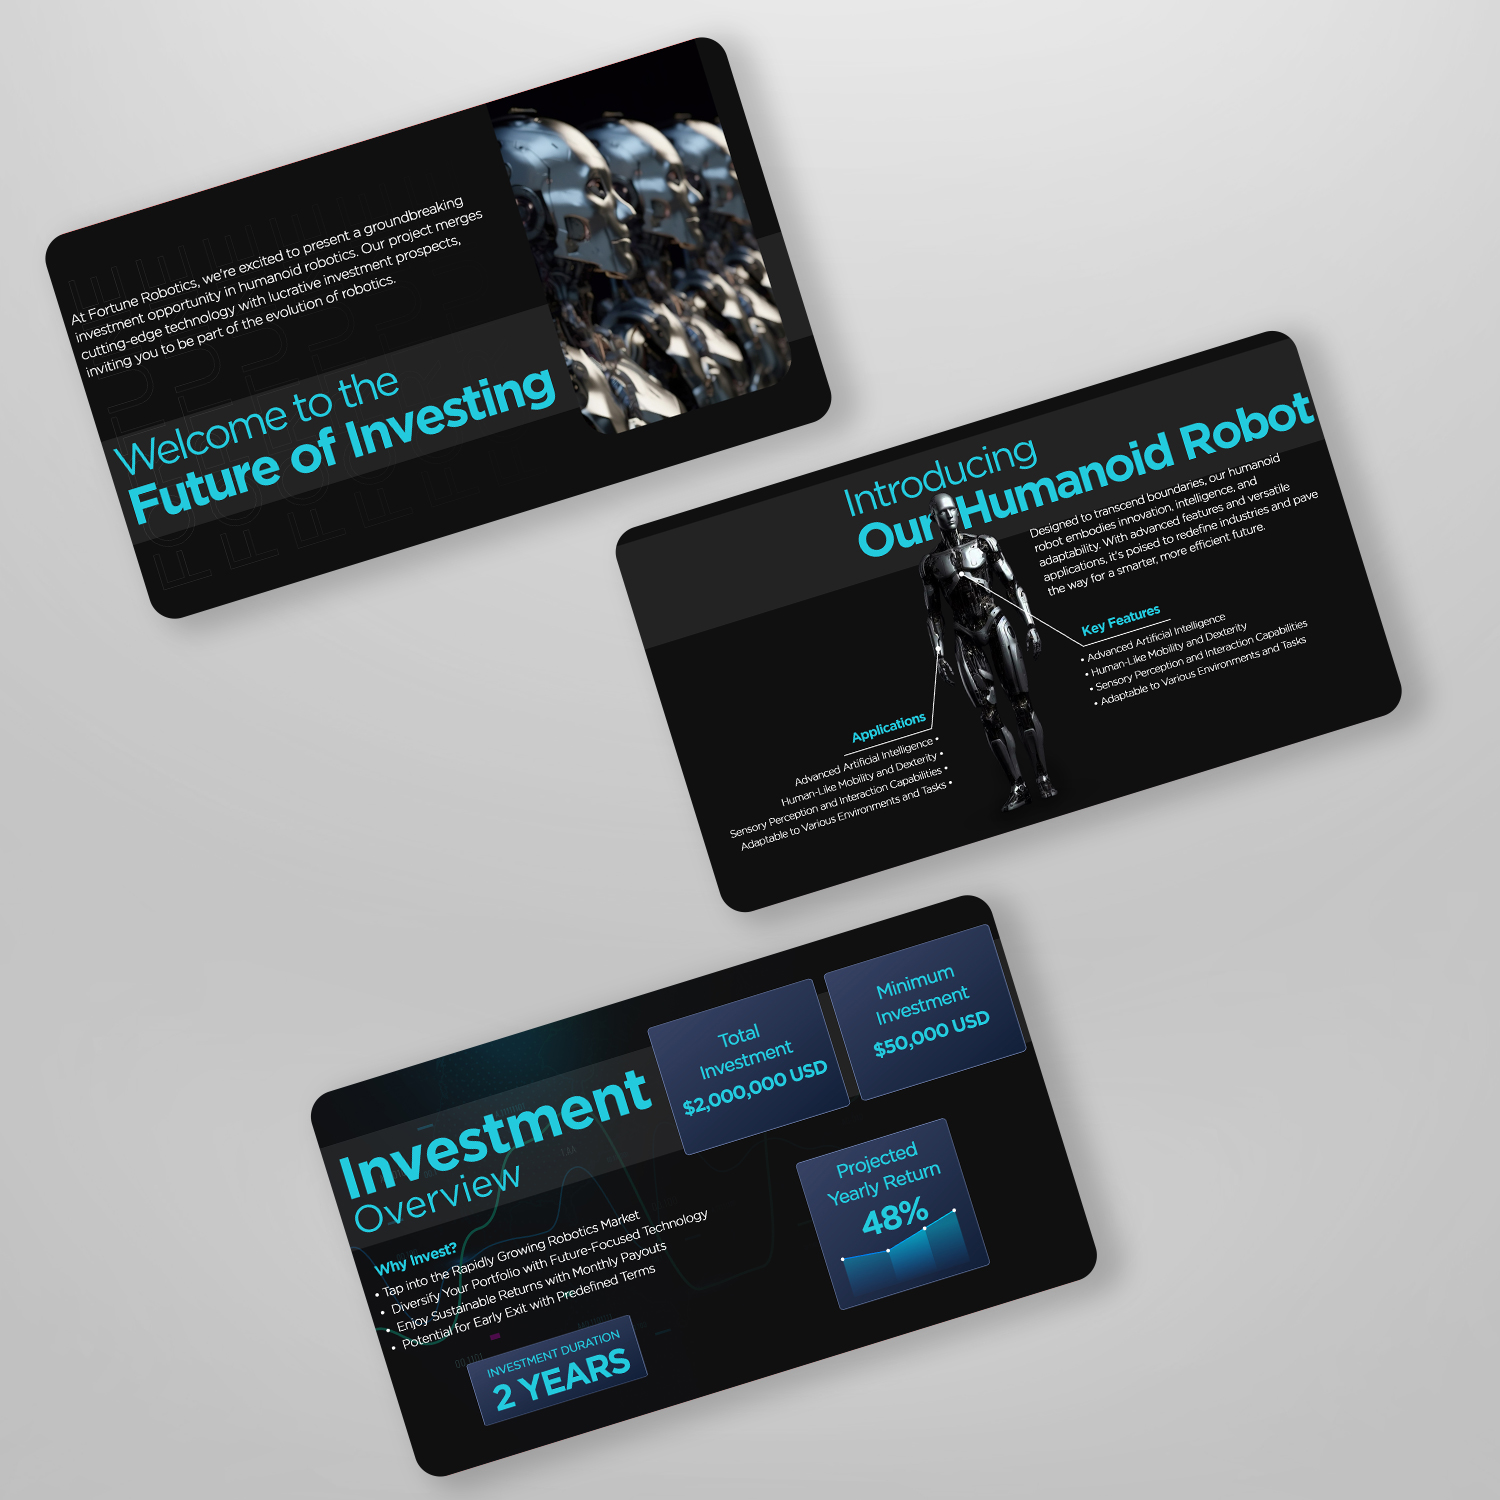 At Fortune Robotics, we're excited to present a groundbreaking
investment opportunity in humanoid robotics. Our project merges
cutting-edge technology with lucrative investment prospects,
inviting you to be part of the evolution of robotics.
Welcome to the
Future of Investing
Introducing
Our Humanoid Robot
Designed to transcend boundaries, our humanoid
robot embodies innovation, intelligence, and
adaptability. With advanced features and versatile
applications, it's poised to redefine industries and pave
the way for a smarter, more efficient future.
Key Features
• Advanced Artificial Intelligence
• Human-Like Mobility and Dexterity
• Sensory Perception and Interaction Capabilities
• Adaptable to Various Environments and Tasks
Applications
Advanced Artificial Intelligence •
Human-Like Mobility and Dexterity •
Sensory Perception and Interaction Capabilities •
Adaptable to Various Environments and Tasks •
Investment
Overview
Total
Investment
$2,000,000 USD
Minimum
Investment
$50,000 USD
Projected
Yearly Return
48%
Why Invest?
• Tap into the Rapidly Growing Robotics Market
• Diversify Your Portfolio with Future-Focused Technology
• Enjoy Sustainable Returns with Monthly Payouts
• Potential for Early Exit with Predefined Terms
INVESTMENT DURATION
2 YEARS